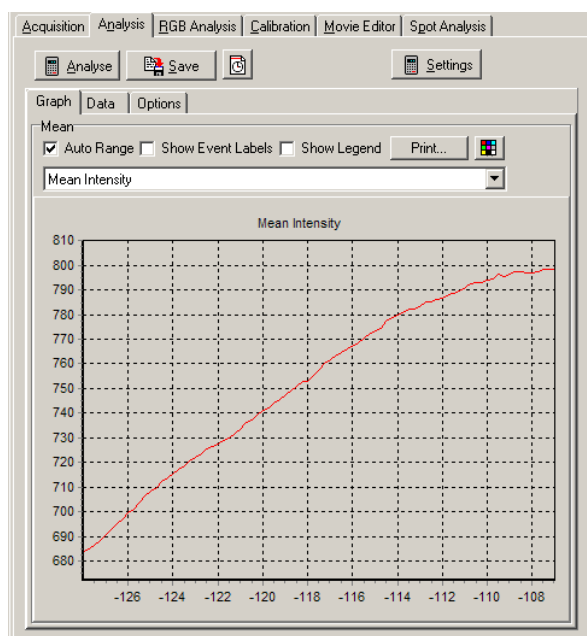 Acquisition Analysis RGB Analysis Calibration Movie Editor Spot Analysis
Analyse Save Settings
Graph Data Options
Mean
Auto Range Show Event Labels Show Legend Print...
Mean Intensity
Mean Intensity
810
800
790
780
770
760
750
740
730
720
710
700
690
680
-126 -124 -122 -120 -118 -116 -114 -112 -110 -108